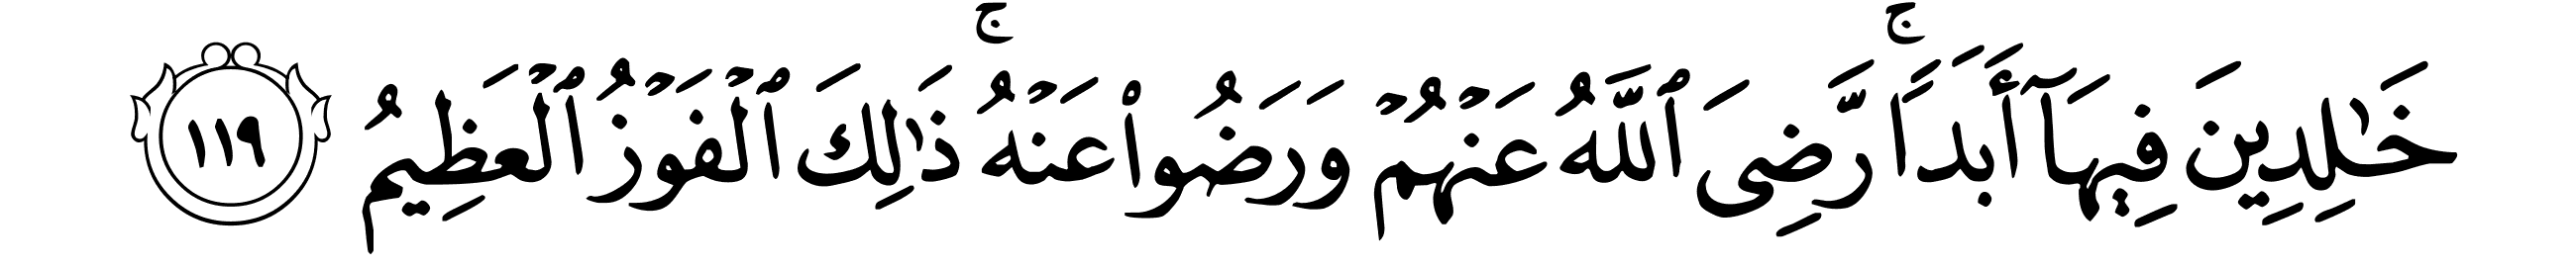 خَٰلِدِينَ فِيهَآ أَبَدًا ۚ رَّضِىَ ٱللَّهُ عَنْهُمْ وَرَضُوا۟ عَنْهُ ۚ ذَٰلِكَ ٱلْفَوْزُ ٱلْعَظِيمُ ١١٩